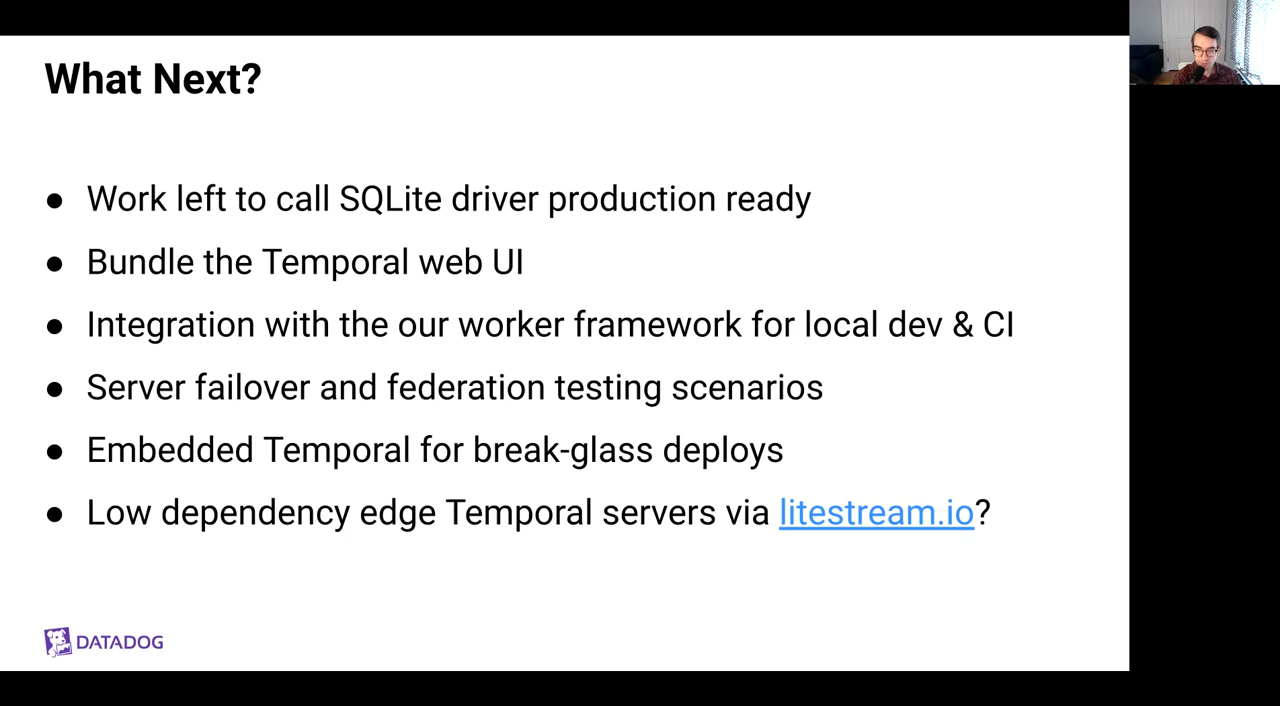 What Next?
● Work left to call SQLite driver production ready
● Bundle the Temporal web UI
● Integration with the our worker framework for local dev & CI
● Server failover and federation testing scenarios
● Embedded Temporal for break-glass deploys
● Low dependency edge Temporal servers via litestream.io?
DATADOG